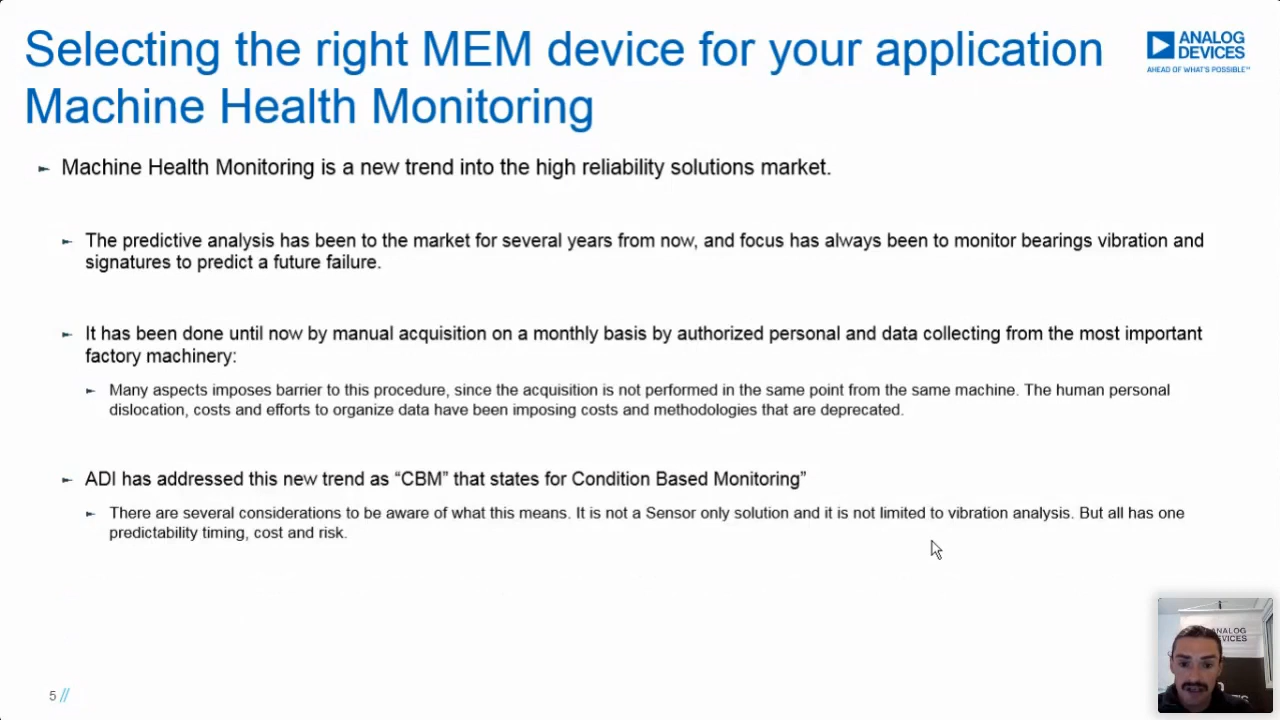 Selecting the right MEM device for your application
Machine Health Monitoring
ANALOG
DEVICES
AHEAD OF WHAT'S POSSIBLE™
Machine Health Monitoring is a new trend into the high reliability solutions market.
The predictive analysis has been to the market for several years from now, and focus has always been to monitor bearings vibration and
signatures to predict a future failure.
It has been done until now by manual acquisition on a monthly basis by authorized personal and data collecting from the most important
factory machinery:
Many aspects imposes barrier to this procedure, since the acquisition is not performed in the same point from the same machine. The human personal
dislocation, costs and efforts to organize data have been imposing costs and methodologies that are deprecated.
ADI has addressed this new trend as “CBM” that states for Condition Based Monitoring”
There are several considerations to be aware of what this means. It is not a Sensor only solution and it is not limited to vibration analysis. But all has one
predictability timing, cost and risk.
5 //
ANALOG